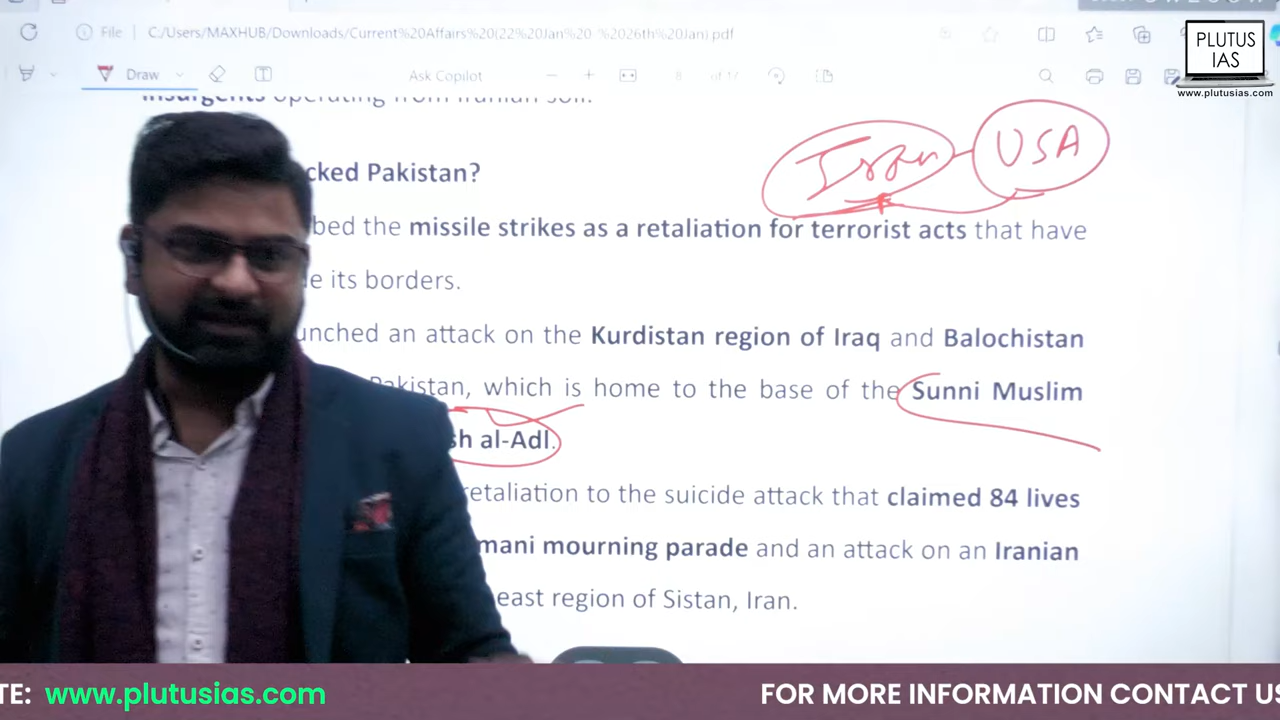 File C:/Users/MAXHUB/Downloads/Current%20Affairs(22%20Jan%20 %2026th%20Jan).pdf
PLUTUS
IAS
www.plutusias.com
Draw
Ask Copilot
8 of 17
insurgents operating from Iranian soil.
Iran USA
cked Pakistan?
bed the missile strikes as a retaliation for terrorist acts that have
e its borders.
unched an attack on the Kurdistan region of Iraq and Balochistan
Pakistan, which is home to the base of the Sunni Muslim
sh al-Adl.
retaliation to the suicide attack that claimed 84 lives
mani mourning parade and an attack on an Iranian
east region of Sistan, Iran.
TE: www.plutusias.com FOR MORE INFORMATION CONTACT US